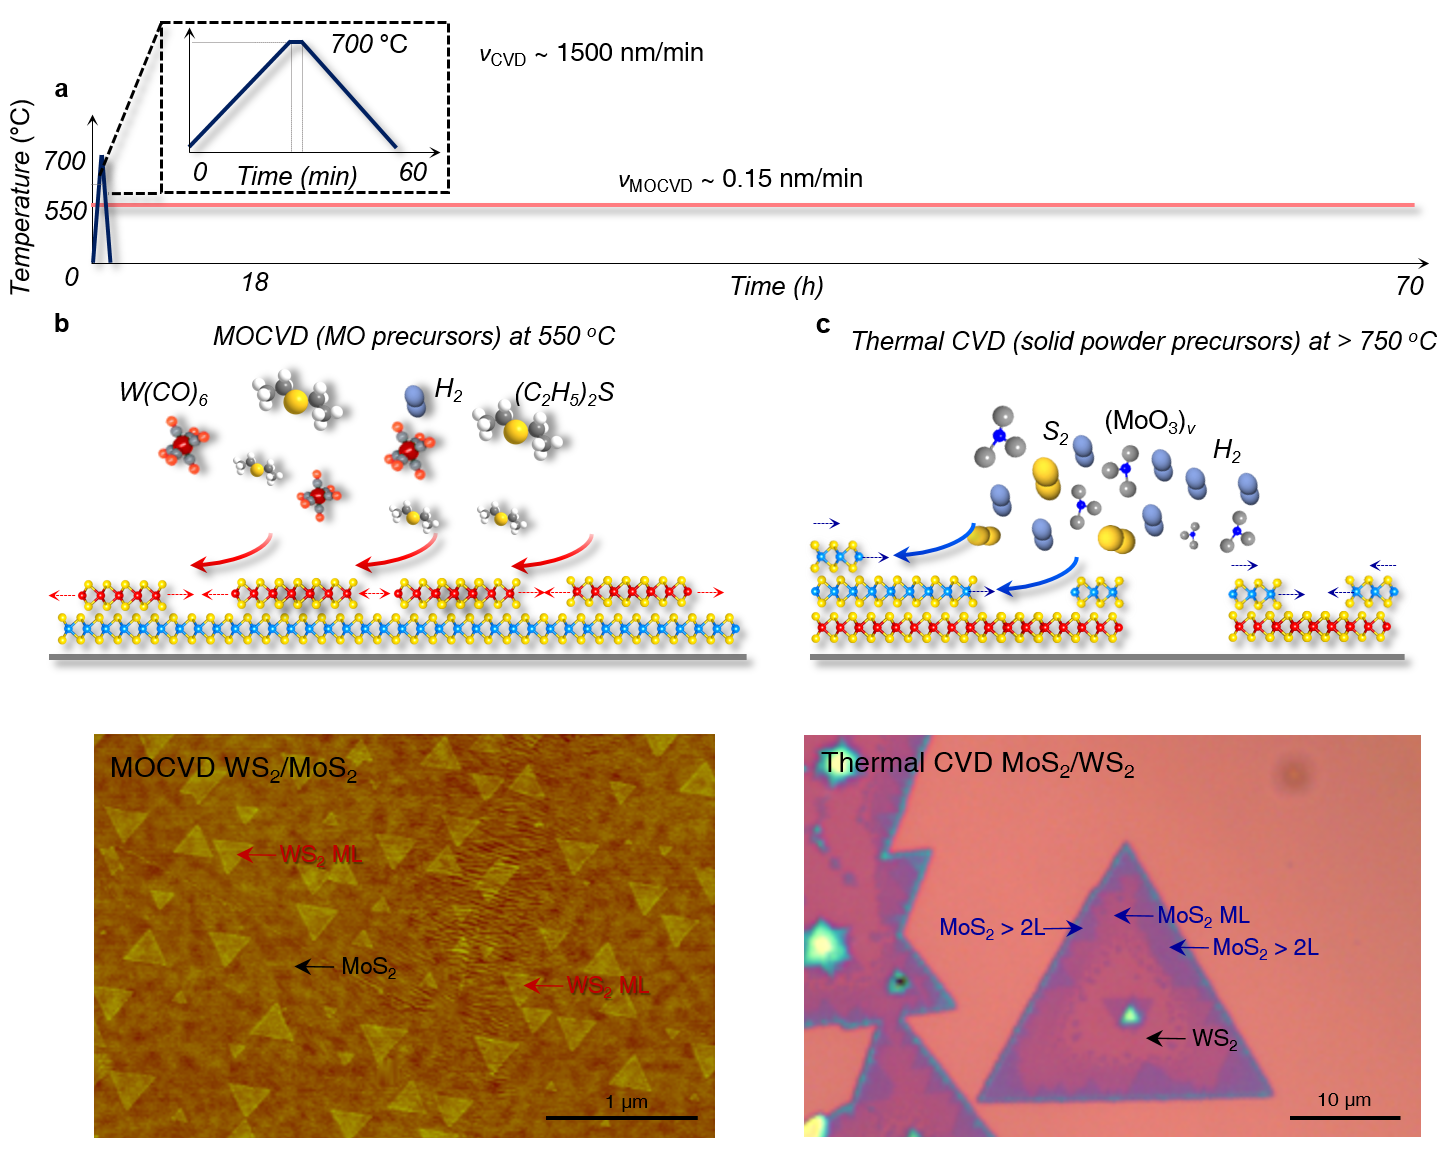 700 °C
vCVD ~ 1500 nm/min
a
0 Time (min) 60
Temperature (°C)
700
550
0
vMOCVD ~ 0.15 nm/min
18 Time (h) 70
b
MOCVD (MO precursors) at 550 °C
W(CO)6
H2
(C2H5)2S
c
Thermal CVD (solid powder precursors) at > 750 °C
S2
(MoO3)v
H2
MOCVD WS2/MoS2
WS2 ML
MoS2
WS2 ML
1 µm
Thermal CVD MoS2/WS2
MoS2 > 2L
MoS2 ML
MoS2 > 2L
WS2
10 µm